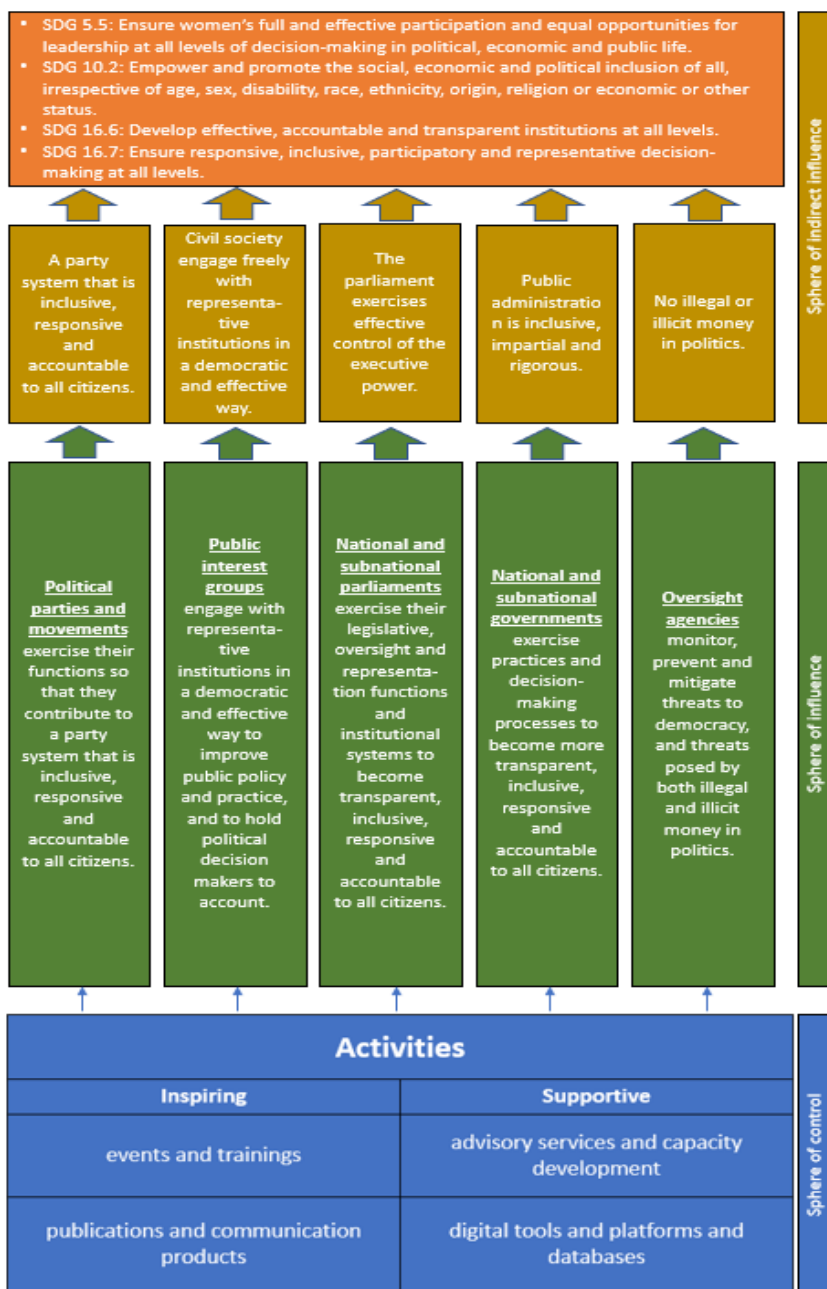 • SDG 5.5: Ensure women's full and effective participation and equal opportunities for
leadership at all levels of decision-making in political, economic and public life.
• SDG 10.2: Empower and promote the social, economic and political inclusion of all,
irrespective of age, sex, disability, race, ethnicity, origin, religion or economic or other
status.
• SDG 16.6: Develop effective, accountable and transparent institutions at all levels.
• SDG 16.7: Ensure responsive, inclusive, participatory and representative decision-
making at all levels.
A party
system that is
inclusive,
responsive
and
accountable
to all citizens.
Civil society
engage freely
with
representa-
tive
institutions in
a democratic
and effective
way.
The
parliament
exercises
effective
control of the
executive
power.
Public
administratio
n is inclusive,
impartial and
rigorous.
No illegal or
illicit money
in politics.
Sphere of indirect influence
Political
parties and
movements
exercise their
functions so
that they
contribute to
a party
system that is
inclusive,
responsive
and
accountable
to all citizens.
Public
interest
groups
engage with
representa-
tive
institutions in
a democratic
and effective
way to
improve
public policy
and practice,
and to hold
political
decision
makers to
account.
National and
subnational
parliaments
exercise their
legislative,
oversight and
representa-
tion functions
and
institutional
systems to
become
transparent,
inclusive,
responsive
and
accountable
to all citizens.
National and
subnational
governments
exercise
practices and
decision-
making
processes to
become more
transparent,
inclusive,
responsive
and
accountable
to all citizens.
Oversight
agencies
monitor,
prevent and
mitigate
threats to
democracy,
and threats
posed by
both illegal
and illicit
money in
politics.
Sphere of influence
Activities
Inspiring
Supportive
events and trainings
advisory services and capacity
development
publications and communication
products
digital tools and platforms and
databases
Sphere of control